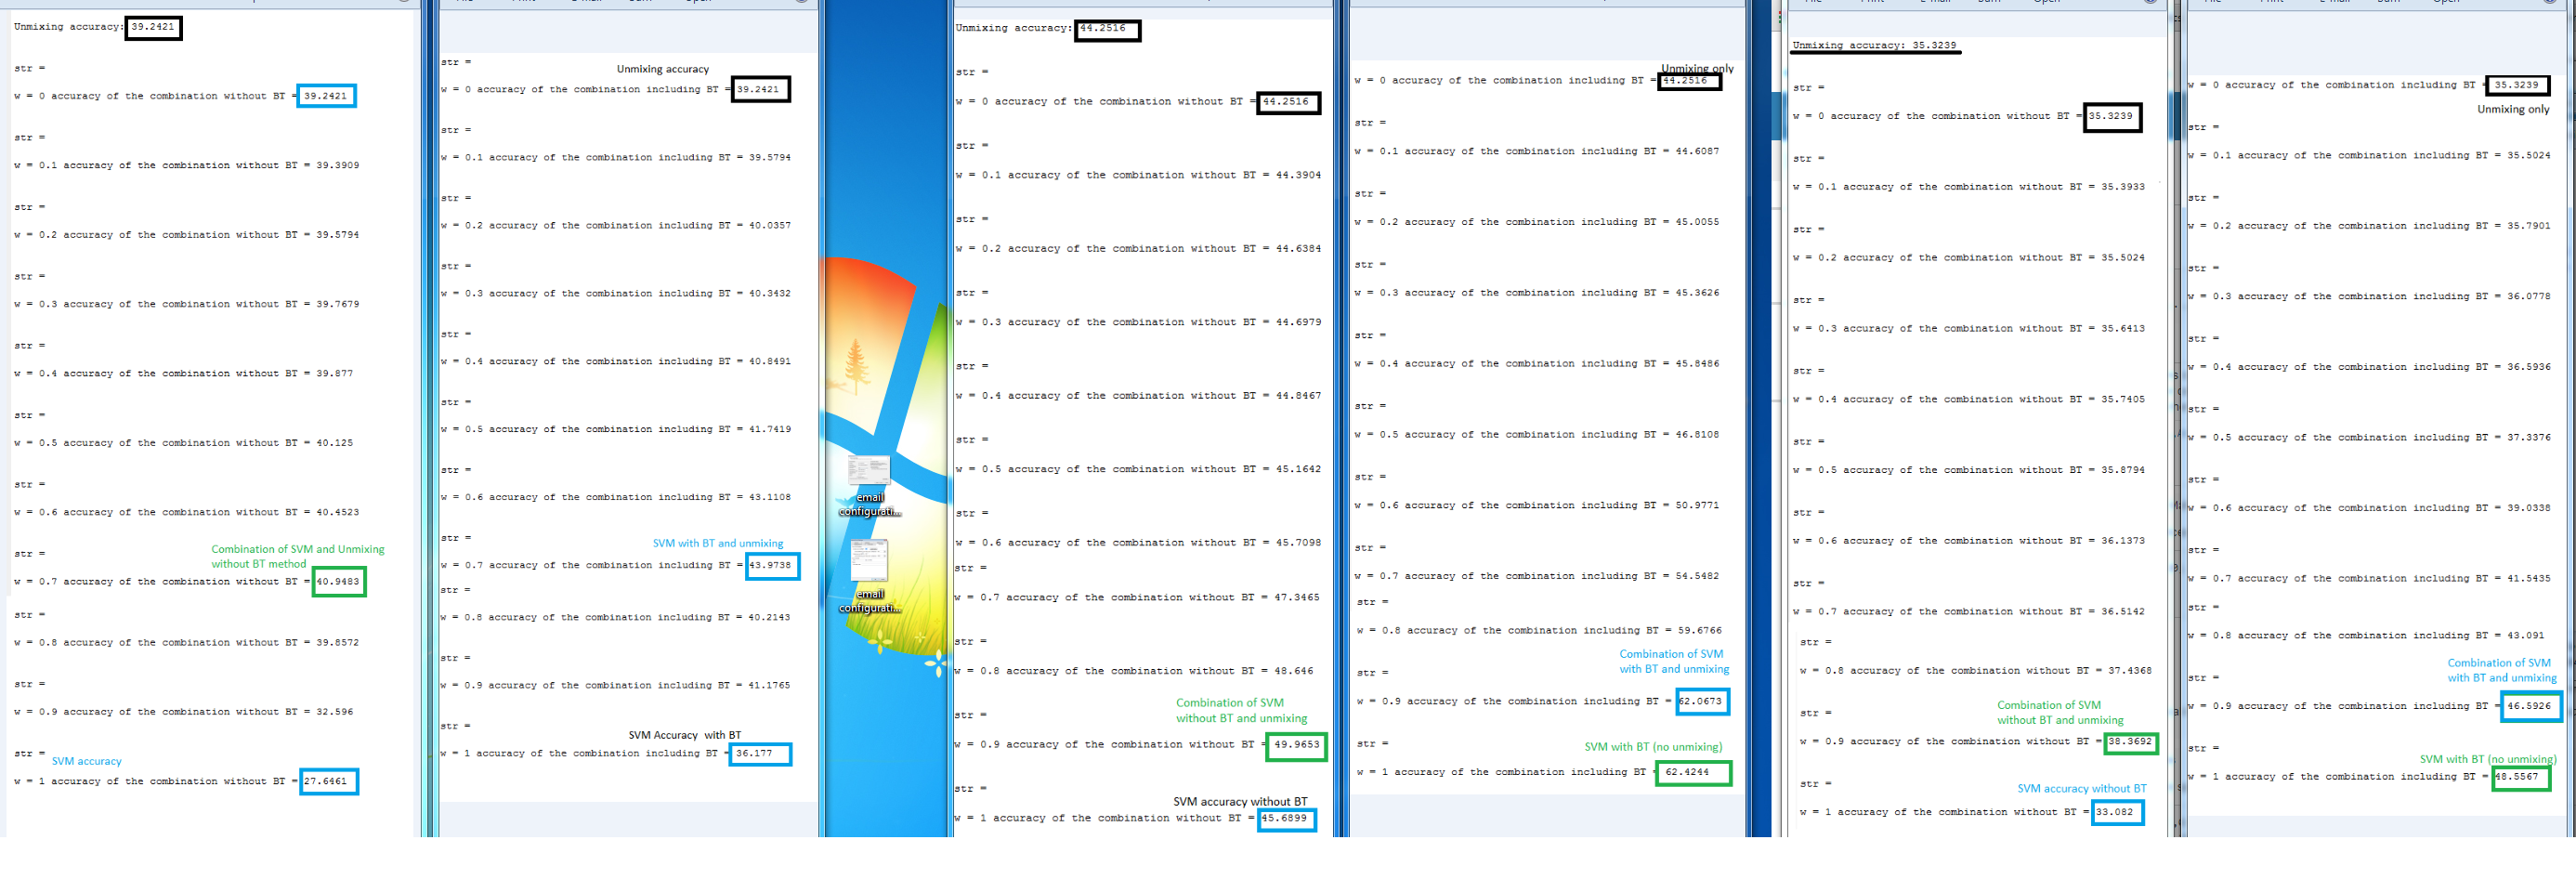 Unmixing accuracy: 39.2421
str =
w = 0 accuracy of the combination without BT = 39.2421
str =
w = 0.1 accuracy of the combination without BT = 39.3909
str =
w = 0.2 accuracy of the combination without BT = 39.5794
str =
w = 0.3 accuracy of the combination without BT = 39.7679
str =
w = 0.4 accuracy of the combination without BT = 39.877
str =
w = 0.5 accuracy of the combination without BT = 40.125
str =
w = 0.6 accuracy of the combination without BT = 40.4523
Combination of SVM and Unmixing
without BT method
str =
w = 0.7 accuracy of the combination without BT = 40.9483
str =
w = 0.8 accuracy of the combination without BT = 39.8572
str =
w = 0.9 accuracy of the combination without BT = 32.596
str =
SVM accuracy
w = 1 accuracy of the combination without BT = 27.6461
str =
Unmixing accuracy
w = 0 accuracy of the combination including BT = 39.2421
str =
w = 0.1 accuracy of the combination including BT = 39.5794
str =
w = 0.2 accuracy of the combination including BT = 40.0357
str =
w = 0.3 accuracy of the combination including BT = 40.3432
str =
w = 0.4 accuracy of the combination including BT = 40.8491
str =
w = 0.5 accuracy of the combination including BT = 41.7419
str =
w = 0.6 accuracy of the combination including BT = 43.1108
str =
SVM with BT and unmixing
w = 0.7 accuracy of the combination including BT = 43.9738
str =
w = 0.8 accuracy of the combination including BT = 40.2143
str =
w = 0.9 accuracy of the combination including BT = 41.1765
str =
SVM Accuracy with BT
w = 1 accuracy of the combination including BT = 36.177
email
configurati...
email
configurati...
Unmixing accuracy: 44.2516
str =
w = 0 accuracy of the combination without BT = 44.2516
str =
w = 0.1 accuracy of the combination without BT = 44.3904
str =
w = 0.2 accuracy of the combination without BT = 44.6384
str =
w = 0.3 accuracy of the combination without BT = 44.6979
str =
w = 0.4 accuracy of the combination without BT = 44.8467
str =
w = 0.5 accuracy of the combination without BT = 45.1642
str =
w = 0.6 accuracy of the combination without BT = 45.7098
str =
w = 0.7 accuracy of the combination without BT = 47.3465
str =
w = 0.8 accuracy of the combination without BT = 48.646
Combination of SVM
without BT and unmixing
str =
w = 0.9 accuracy of the combination without BT = 49.9653
str =
SVM accuracy without BT
w = 1 accuracy of the combination without BT = 45.6899
Unmixing only
w = 0 accuracy of the combination including BT = 44.2516
str =
w = 0.1 accuracy of the combination including BT = 44.6087
str =
w = 0.2 accuracy of the combination including BT = 45.0055
str =
w = 0.3 accuracy of the combination including BT = 45.3626
str =
w = 0.4 accuracy of the combination including BT = 45.8486
str =
w = 0.5 accuracy of the combination including BT = 46.8108
str =
w = 0.6 accuracy of the combination including BT = 50.9771
str =
w = 0.7 accuracy of the combination including BT = 54.5482
str =
w = 0.8 accuracy of the combination including BT = 59.6766
Combination of SVM
with BT and unmixing
str =
w = 0.9 accuracy of the combination including BT = 62.0673
str =
SVM with BT (no unmixing)
w = 1 accuracy of the combination including BT = 62.4244
Unmixing accuracy: 35.3239
str =
w = 0 accuracy of the combination without BT = 35.3239
str =
w = 0.1 accuracy of the combination without BT = 35.3933
str =
w = 0.2 accuracy of the combination without BT = 35.5024
str =
w = 0.3 accuracy of the combination without BT = 35.6413
str =
w = 0.4 accuracy of the combination without BT = 35.7405
str =
w = 0.5 accuracy of the combination without BT = 35.8794
str =
w = 0.6 accuracy of the combination without BT = 36.1373
str =
w = 0.7 accuracy of the combination without BT = 36.5142
str =
w = 0.8 accuracy of the combination without BT = 37.4368
Combination of SVM
without BT and unmixing
str =
w = 0.9 accuracy of the combination without BT = 38.3692
str =
SVM accuracy without BT
w = 1 accuracy of the combination without BT = 33.082
w = 0 accuracy of the combination including BT = 35.3239
Unmixing only
str =
w = 0.1 accuracy of the combination including BT = 35.5024
str =
w = 0.2 accuracy of the combination including BT = 35.7901
str =
w = 0.3 accuracy of the combination including BT = 36.0778
str =
w = 0.4 accuracy of the combination including BT = 36.5936
str =
w = 0.5 accuracy of the combination including BT = 37.3376
str =
w = 0.6 accuracy of the combination including BT = 39.0338
str =
w = 0.7 accuracy of the combination including BT = 41.5435
str =
w = 0.8 accuracy of the combination including BT = 43.091
Combination of SVM
with BT and unmixing
str =
w = 0.9 accuracy of the combination including BT = 46.5926
str =
SVM with BT (no unmixing)
w = 1 accuracy of the combination including BT = 48.5567